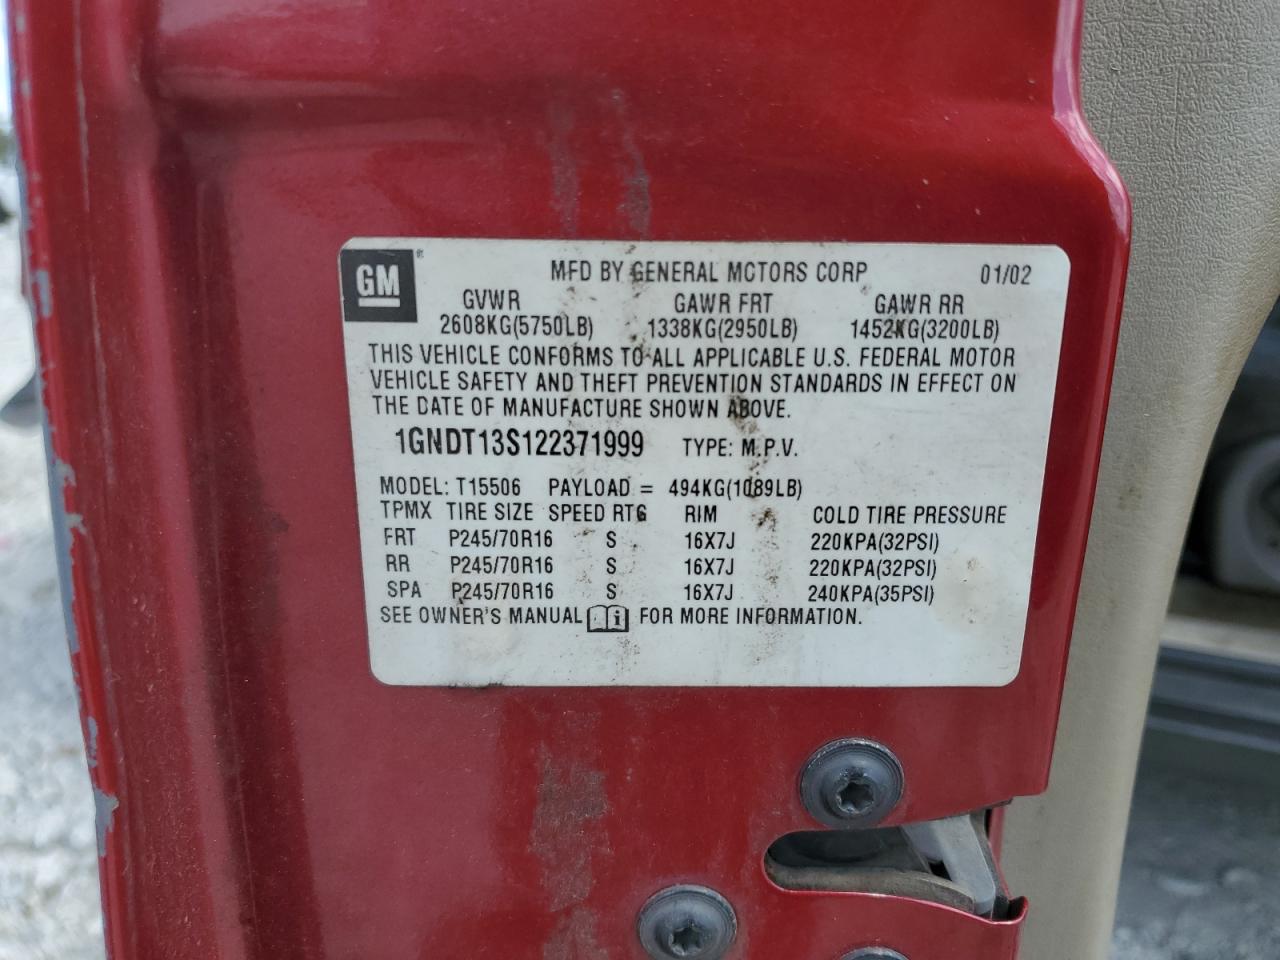 GM ® MFD BY GENERAL MOTORS CORP 01/02
GVWR GAWR FRT GAWR RR
2608KG(5750LB) 1338KG(2950LB) 1452KG(3200LB)
THIS VEHICLE CONFORMS TO ALL APPLICABLE U.S. FEDERAL MOTOR
VEHICLE SAFETY AND THEFT PREVENTION STANDARDS IN EFFECT ON
THE DATE OF MANUFACTURE SHOWN ABOVE.
1GNDT13S122371999 TYPE: M.P.V.
MODEL: T15506 PAYLOAD = 494KG(1089LB)
TPMX TIRE SIZE SPEED RTG RIM COLD TIRE PRESSURE
FRT P245/70R16 S 16X7J 220KPA(32PSI)
RR P245/70R16 S 16X7J 220KPA(32PSI)
SPA P245/70R16 S 16X7J 240KPA(35PSI)
SEE OWNER'S MANUAL i FOR MORE INFORMATION.